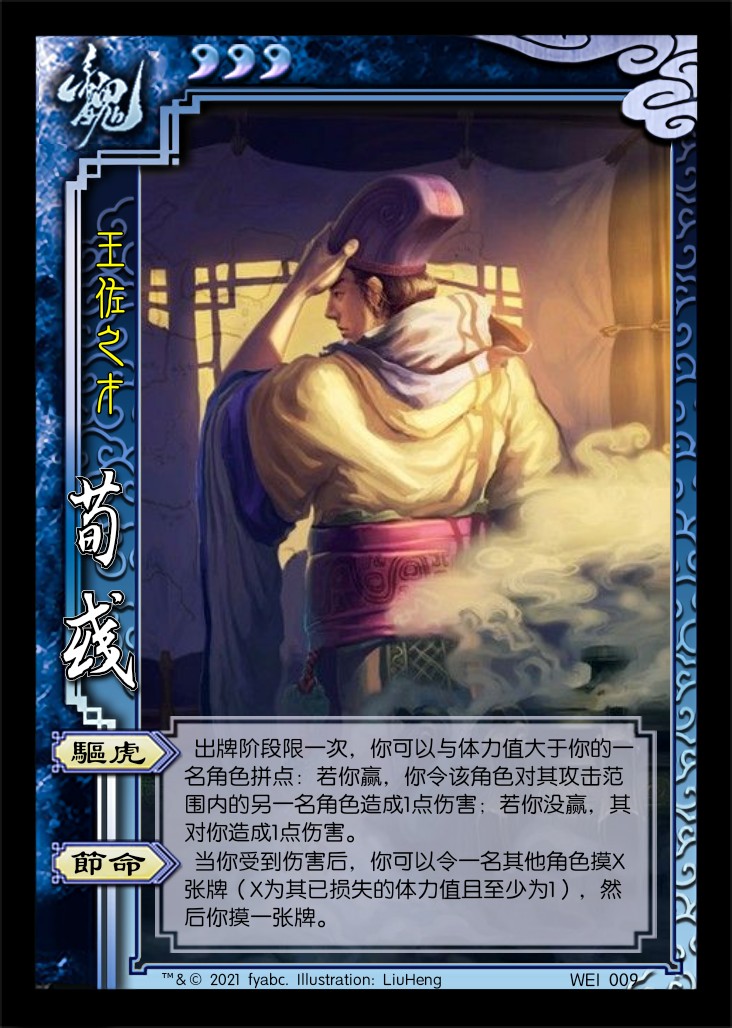 魏
王佐之才
荀彧
驅虎
出牌阶段限一次，你可以与体力值大于你的一
名角色拼点：若你赢，你令该角色对其攻击范
围内的另一名角色造成1点伤害；若你没赢，其
对你造成1点伤害。
節命
当你受到伤害后，你可以令一名其他角色摸X
张牌（X为其已损失的体力值且至少为1），然
后你摸一张牌。
™&© 2021 fyabc. Illustration: LiuHeng
WEI 009